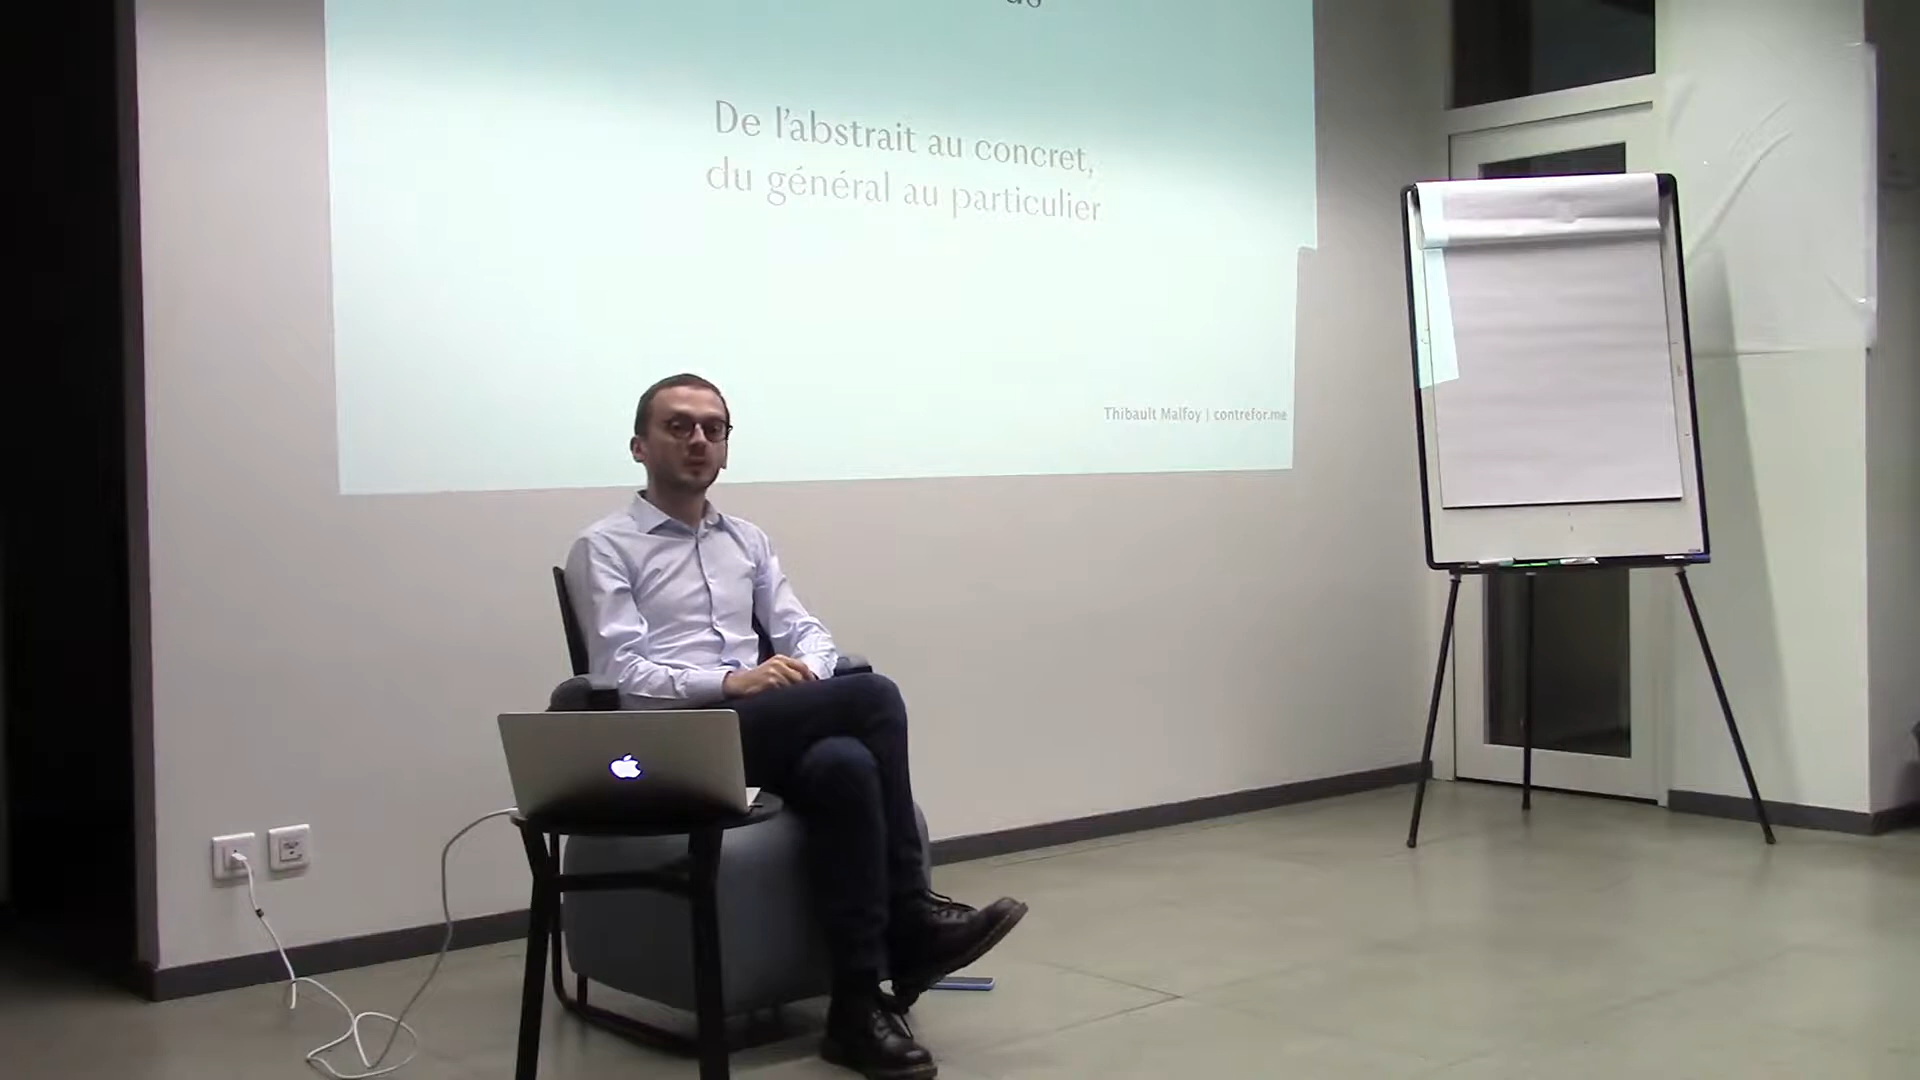 De l'abstrait au concret,
du général au particulier
Thibault Malfoy | contrefor.me